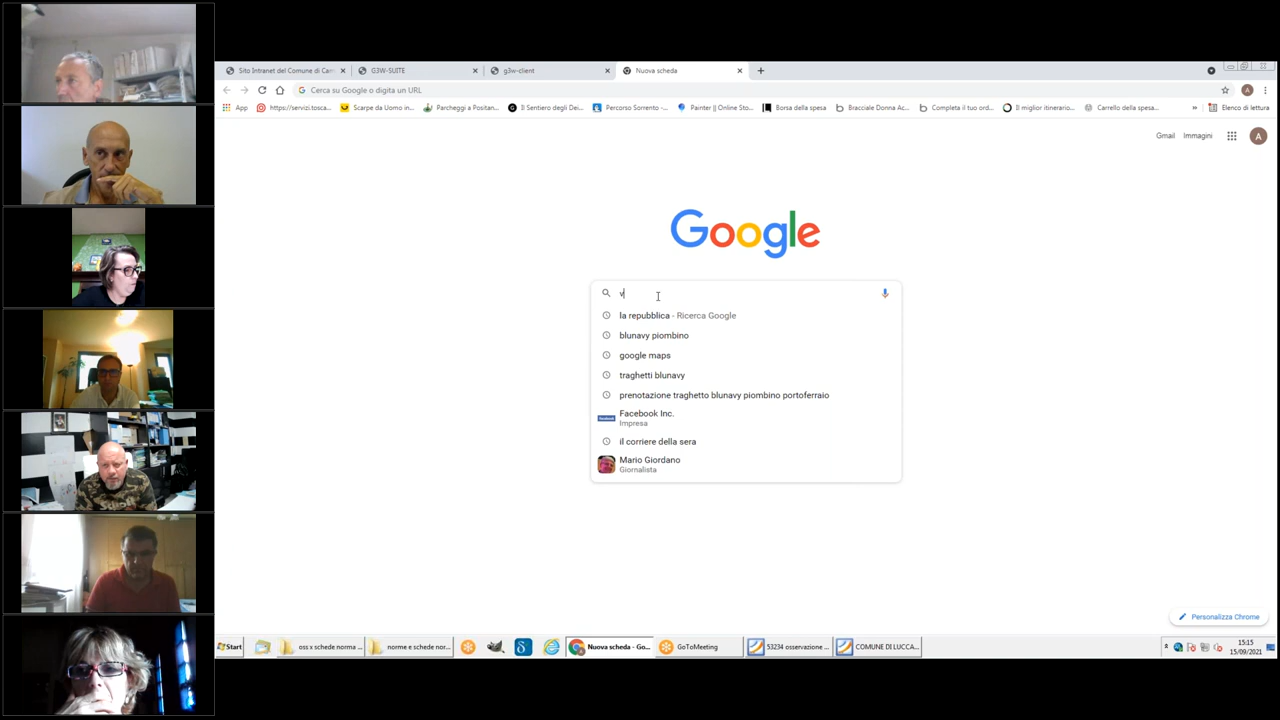 Sito Intranet del Comune di Cam
G3W-SUITE
g3w-client
Nuova scheda
Cerca su Google o digita un URL
App
https://servizi.tosca...
Scarpe da Uomo in...
Parcheggi a Positan...
Il Sentiero degli Dei...
Percorso Sorrento -...
Painter || Online Sto...
Borsa della spesa
Bracciale Donna Ac...
Completa il tuo ord...
Il miglior itinerario...
Carrello della spesa...
»
Elenco di lettura
A
Gmail
Immagini
A
Google
v
la repubblica - Ricerca Google
blunavy piombino
google maps
traghetti blunavy
prenotazione traghetto blunavy piombino portoferraio
Facebook Inc.
Impresa
il corriere della sera
Mario Giordano
Giornalista
Personalizza Chrome
Start
oss x schede norma ...
norme e schede nor...
Nuova scheda - Go...
GoToMeeting
53234 osservazione ...
COMUNE DI LUCCA...
15:15
15/09/2021